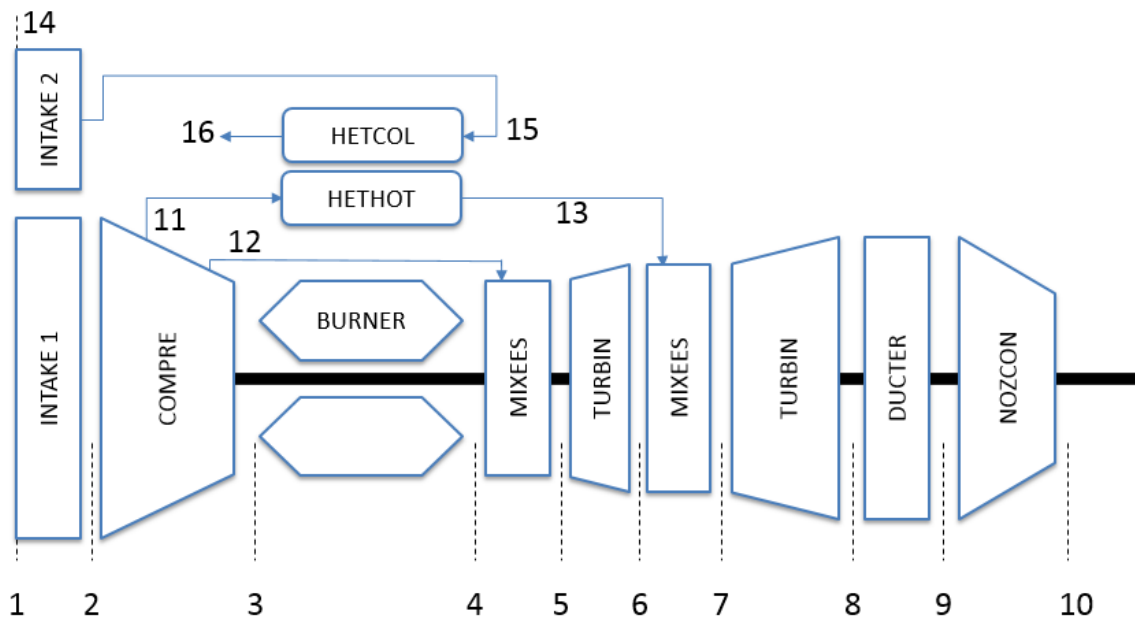 14
INTAKE 2
16
HETCOL
15
HETHOT
11
13
12
INTAKE 1
COMPRE
BURNER
MIXEES
TURBIN
MIXEES
TURBIN
DUCTER
NOZCON
1 2 3 4 5 6 7 8 9 10